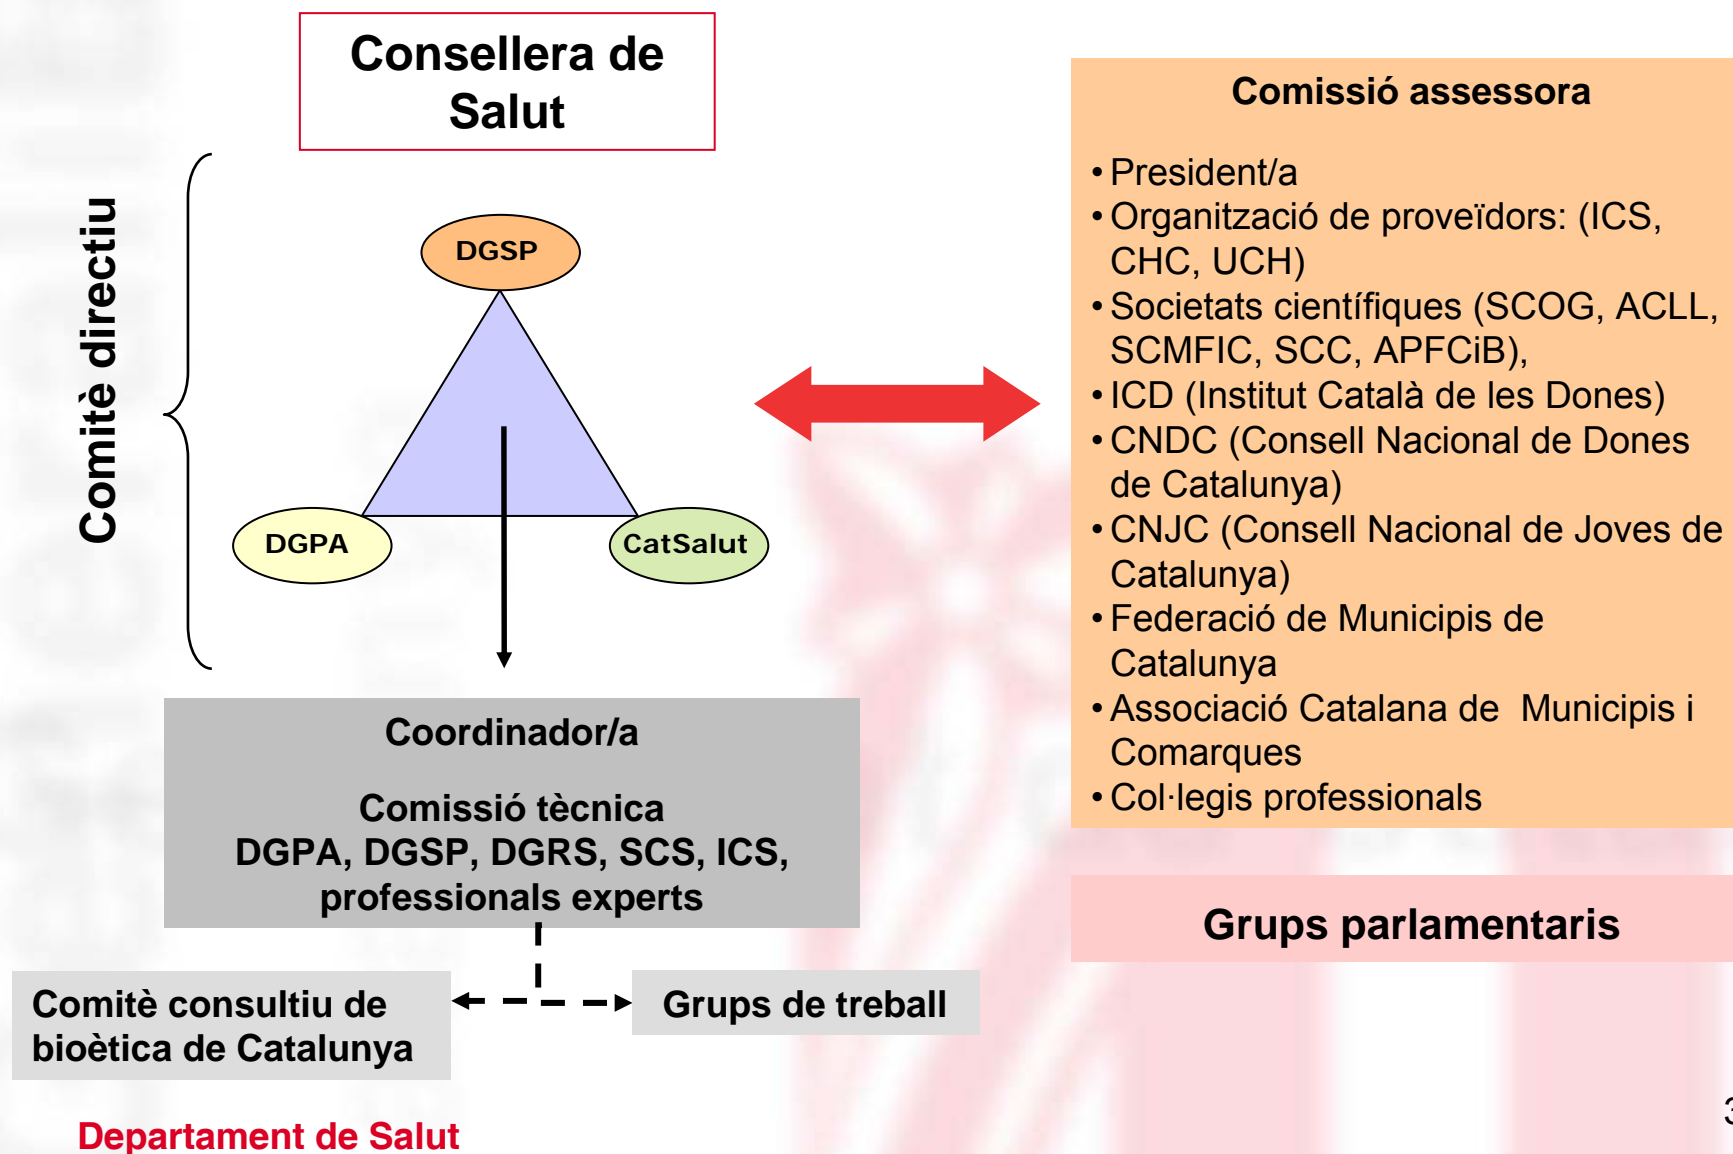 Consellera de
Salut
Comitè directiu
DGSP
DGPA
CatSalut
Coordinador/a
Comissió tècnica
DGPA, DGSP, DGRS, SCS, ICS,
professionals experts
Comitè consultiu de
bioètica de Catalunya
Grups de treball
Comissió assessora
• President/a
• Organització de proveïdors: (ICS,
CHC, UCH)
• Societats científiques (SCOG, ACLL,
SCMFIC, SCC, APFCiB),
• ICD (Institut Català de les Dones)
• CNDC (Consell Nacional de Dones
de Catalunya)
• CNJC (Consell Nacional de Joves de
Catalunya)
• Federació de Municipis de
Catalunya
• Associació Catalana de  Municipis i
Comarques
• Col·legis professionals
Grups parlamentaris
Departament de Salut
3